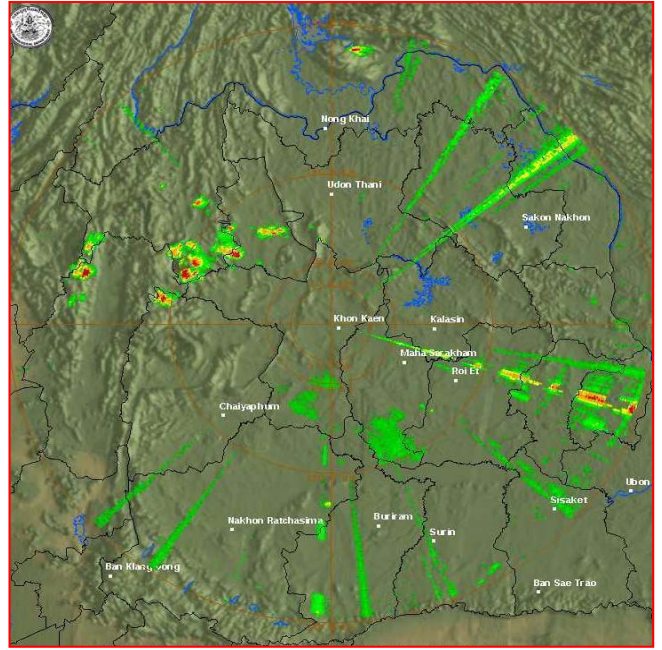 Nong Khai
Udon Thani
Sakon Nakhon
Khon Kaen
Kalasin
Maha Sarakham
Roi Et
Chaiyaphum
Ubon
Sisaket
Nakhon Ratchasima
Buriram
Surin
Ban Klang Dong
Ban Sae Trao